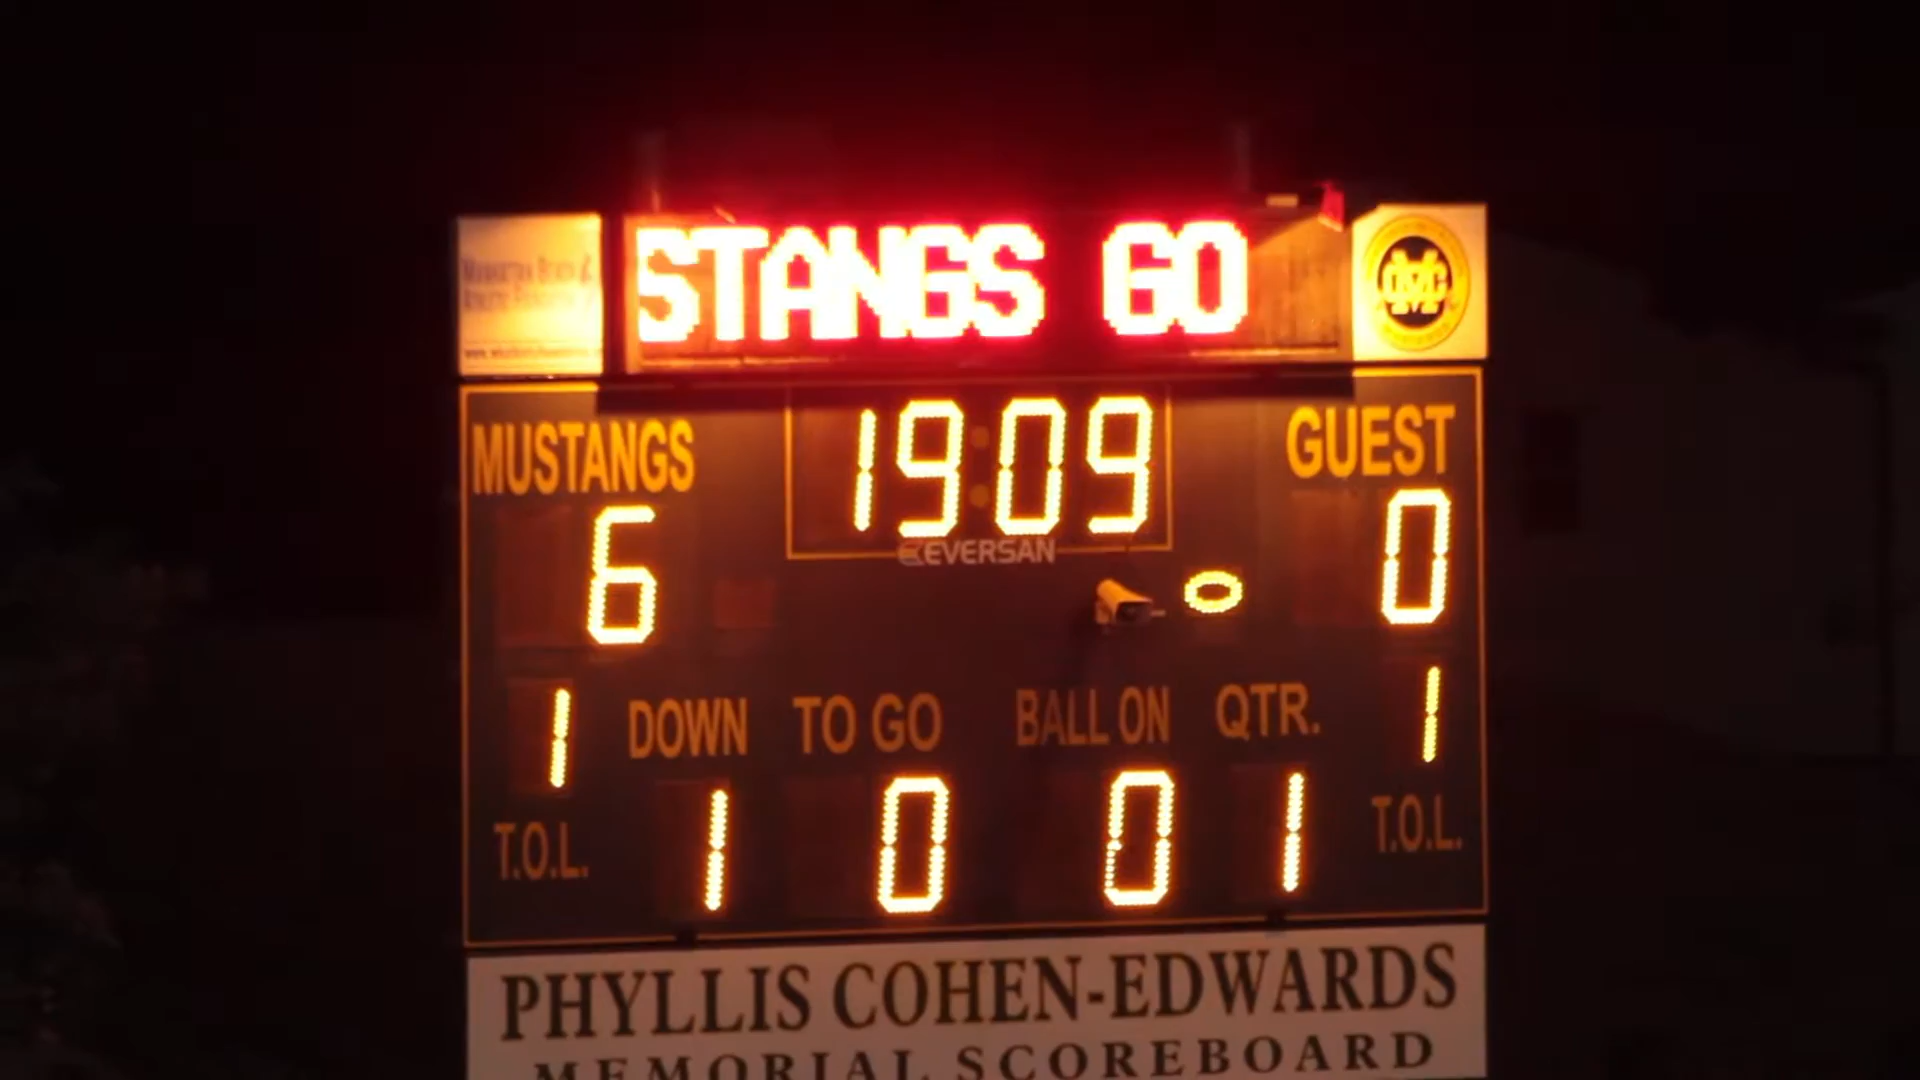 STANGS GO
MC
MUSTANGS
19:09
GUEST
EVERSAN
6
0
1
DOWN
TO GO
BALL ON
QTR.
1
T.O.L.
1
0
0
1
T.O.L.
PHYLLIS COHEN-EDWARDS
MEMORIAL SCOREBOARD